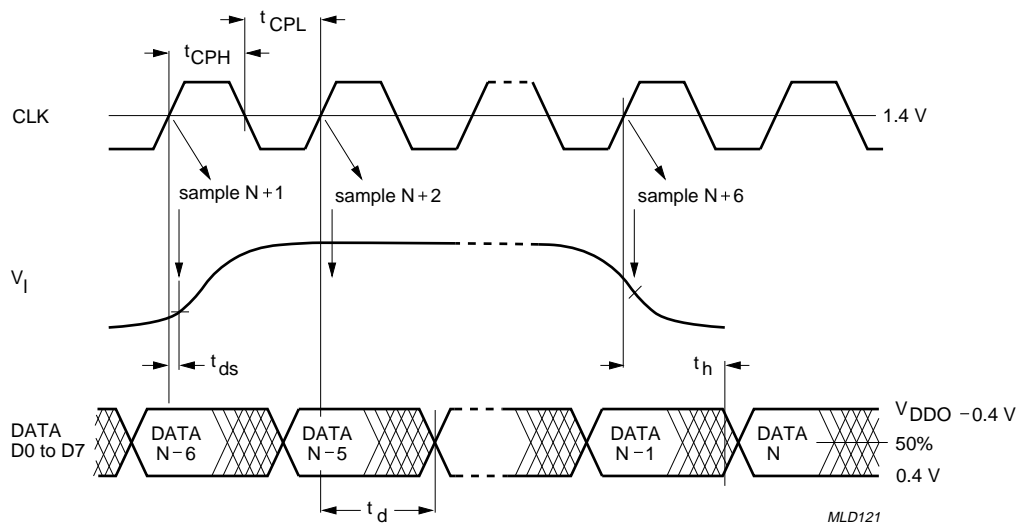 t CPL
t CPH
CLK
1.4 V
sample N+1
sample N+2
sample N+6
V I
t ds
t h
DATA
D0 to D7
DATA
N-6
DATA
N-5
DATA
N-1
DATA
N
V DDO -0.4 V
50%
0.4 V
t d
MLD121